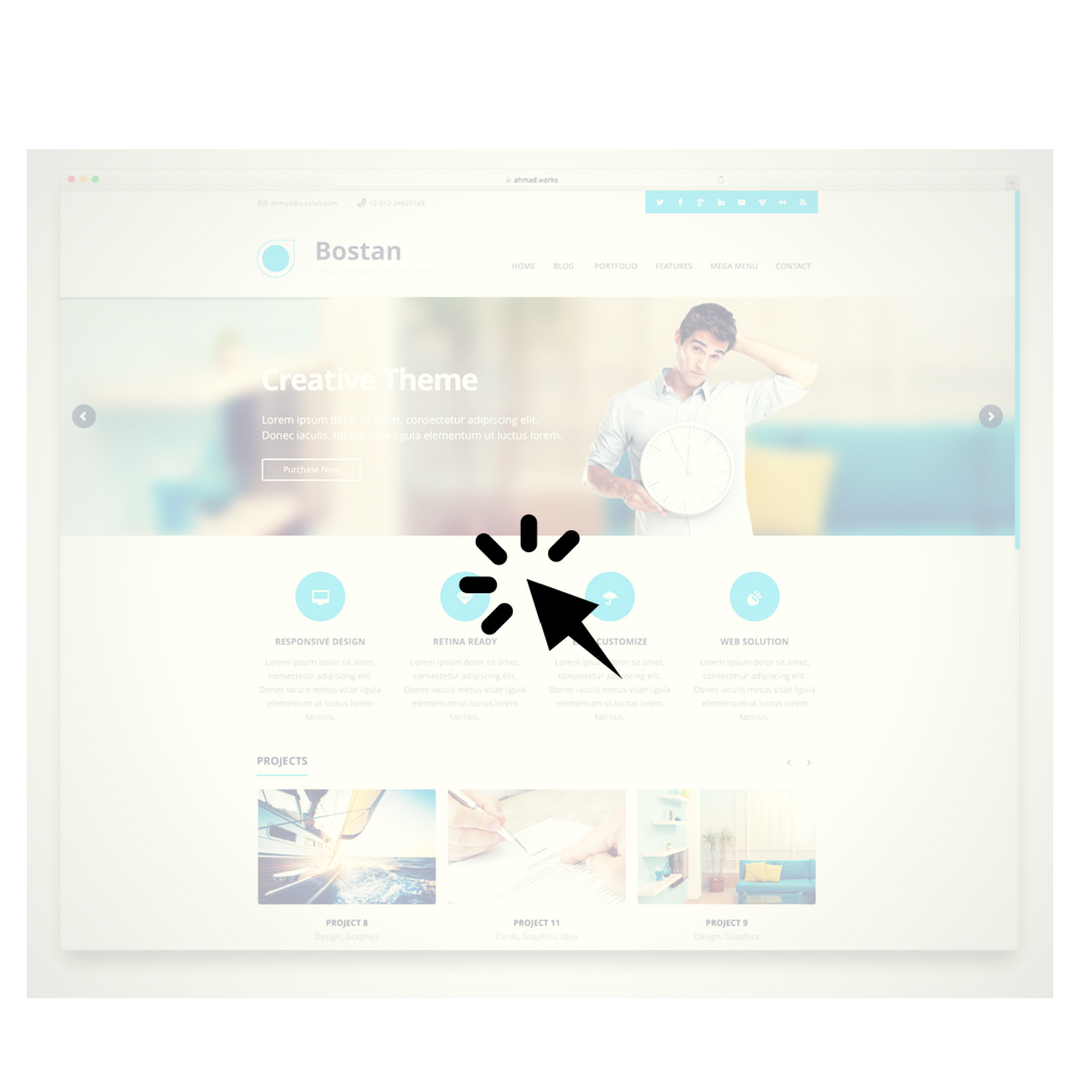 ahmad.works
+2-012-24627169
Bostan
HOME BLOG PORTFOLIO FEATURES MEGA MENU CONTACT
Creative Theme
Lorem ipsum dolor sit amet, consectetur adipiscing elit.
Donec iaculis, metus vitae ligula elementum ut luctus lorem.
Purchase Now
RESPONSIVE DESIGN RETINA READY CUSTOMIZE WEB SOLUTION
Lorem ipsum dolor sit amet, Lorem ipsum dolor sit amet, Lorem ipsum dolor sit amet, Lorem ipsum dolor sit amet,
consectetur adipiscing elit. consectetur adipiscing elit. consectetur adipiscing elit. consectetur adipiscing elit.
Donec iaculis metus vitae ligula Donec iaculis metus vitae ligula Donec iaculis metus vitae ligula Donec iaculis metus vitae ligula
elementum ut luctus lorem elementum ut luctus lorem elementum ut luctus lorem elementum ut luctus lorem
facilisis. facilisis. facilisis. facilisis.
PROJECTS
PROJECT 8 PROJECT 11 PROJECT 9
Design, Graphics Cards, Graphics, Idea Design, Graphics